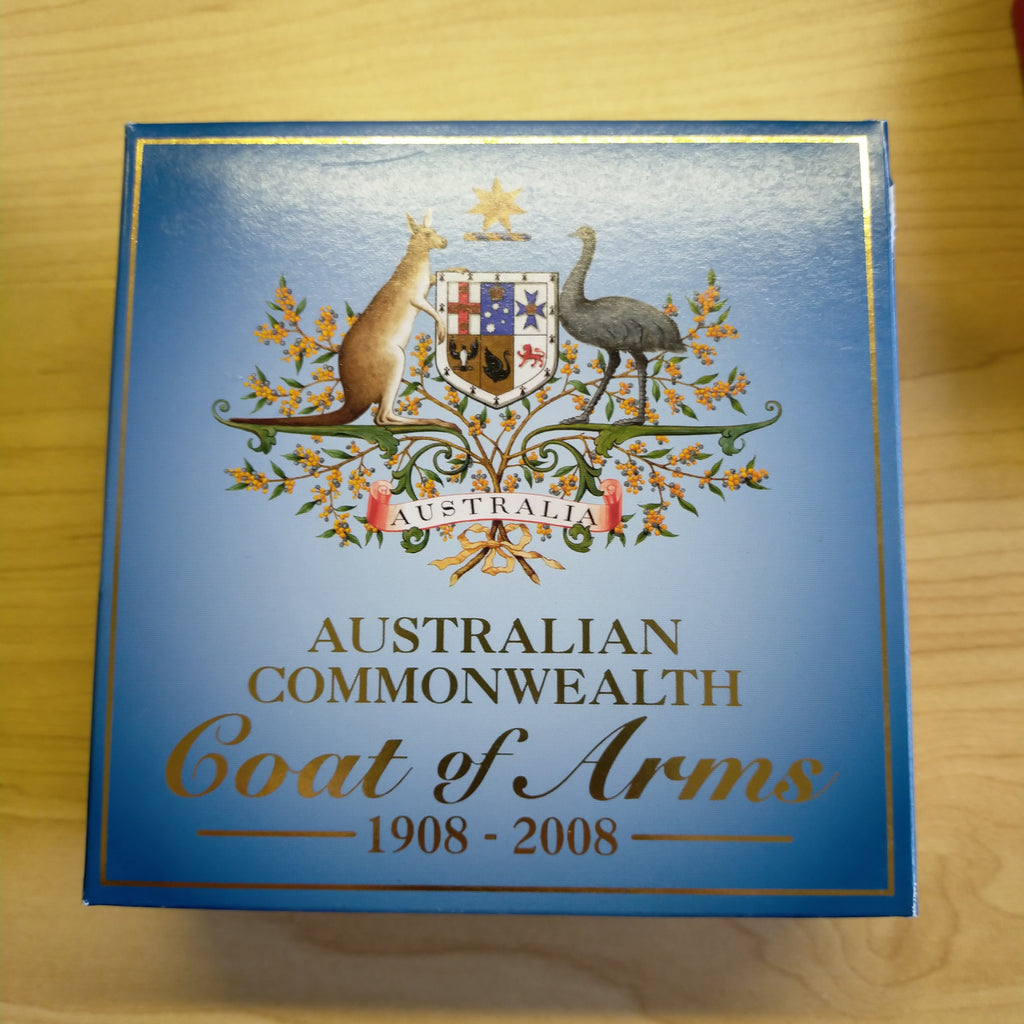 AUSTRALIA
AUSTRALIAN
COMMONWEALTH
Coat of Arms
1908 - 2008